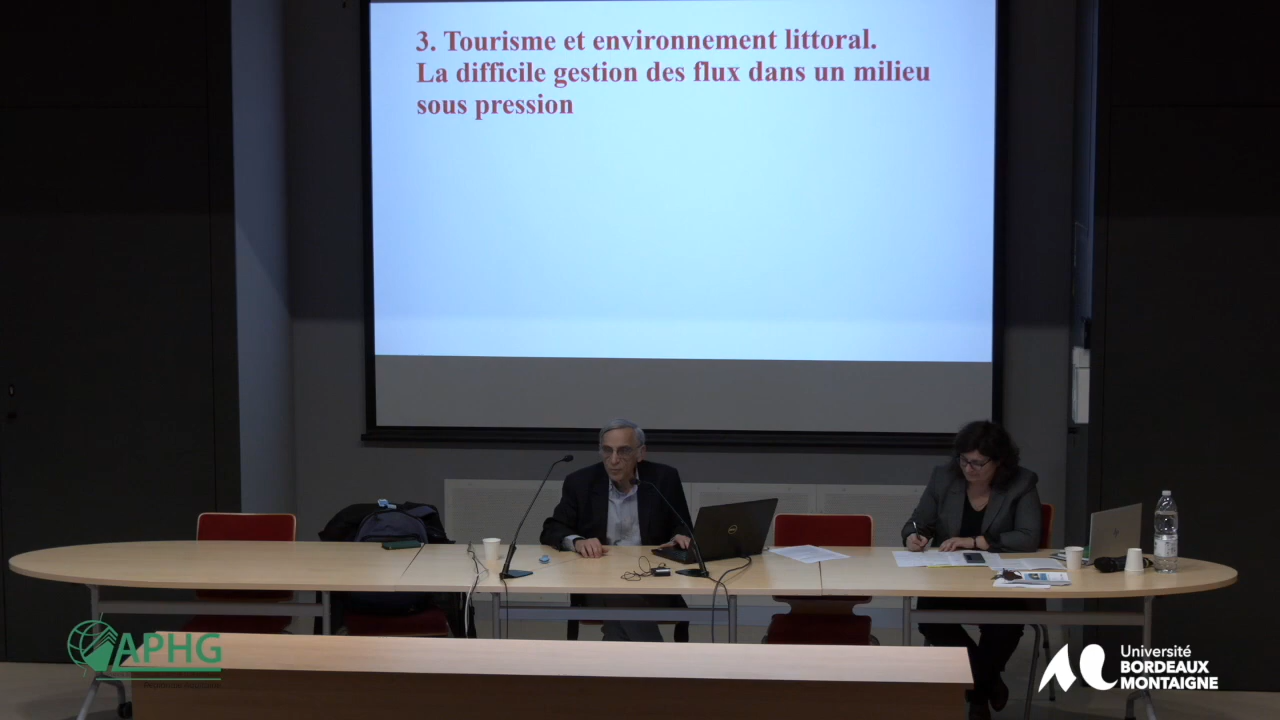 3. Tourisme et environnement littoral.
La difficile gestion des flux dans un milieu
sous pression
DELL
APHG
Université
BORDEAUX
MONTAIGNE